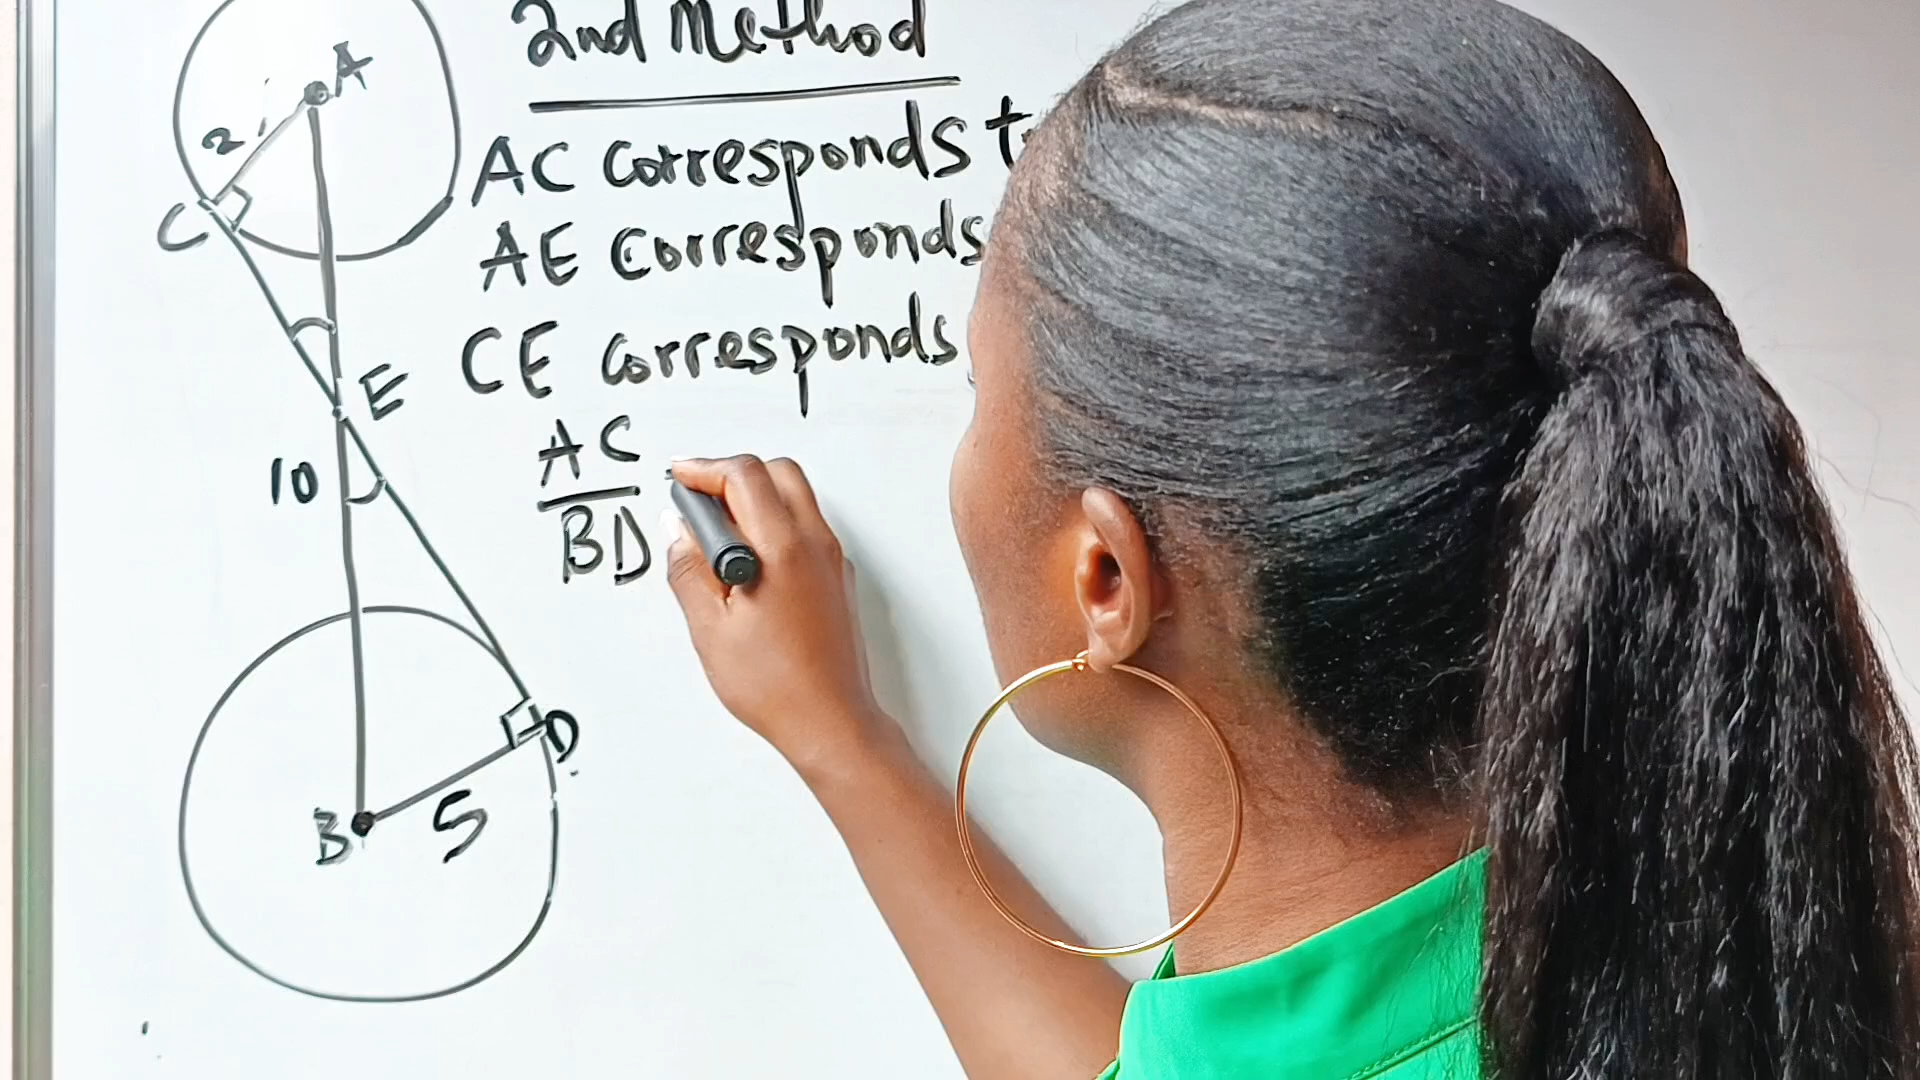 2nd Method
A
2
AC corresponds
C
AE corresponds
CE corresponds
E
AC
10
BD
D
B
5